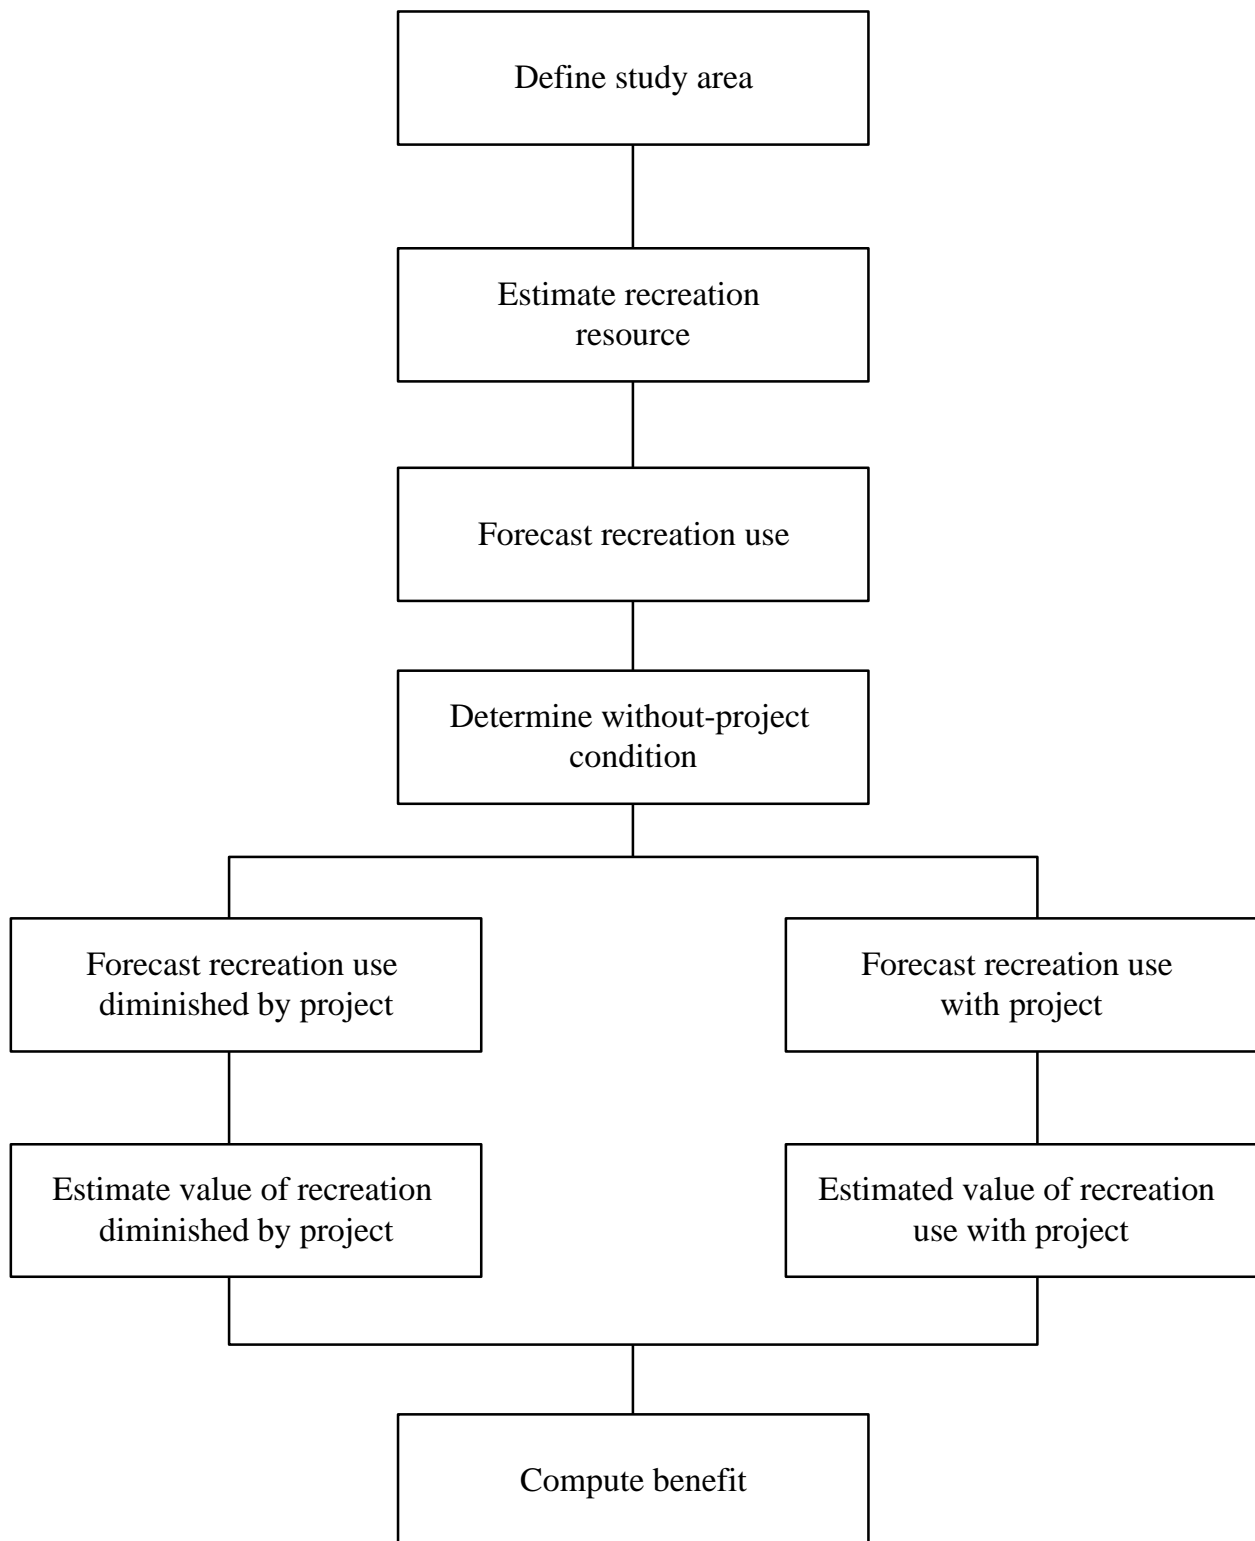 Define study area
Estimate recreation
resource
Forecast recreation use
Determine without-project
condition
Forecast recreation use
diminished by project
Forecast recreation use
with project
Estimate value of recreation
diminished by project
Estimated value of recreation
use with project
Compute benefit